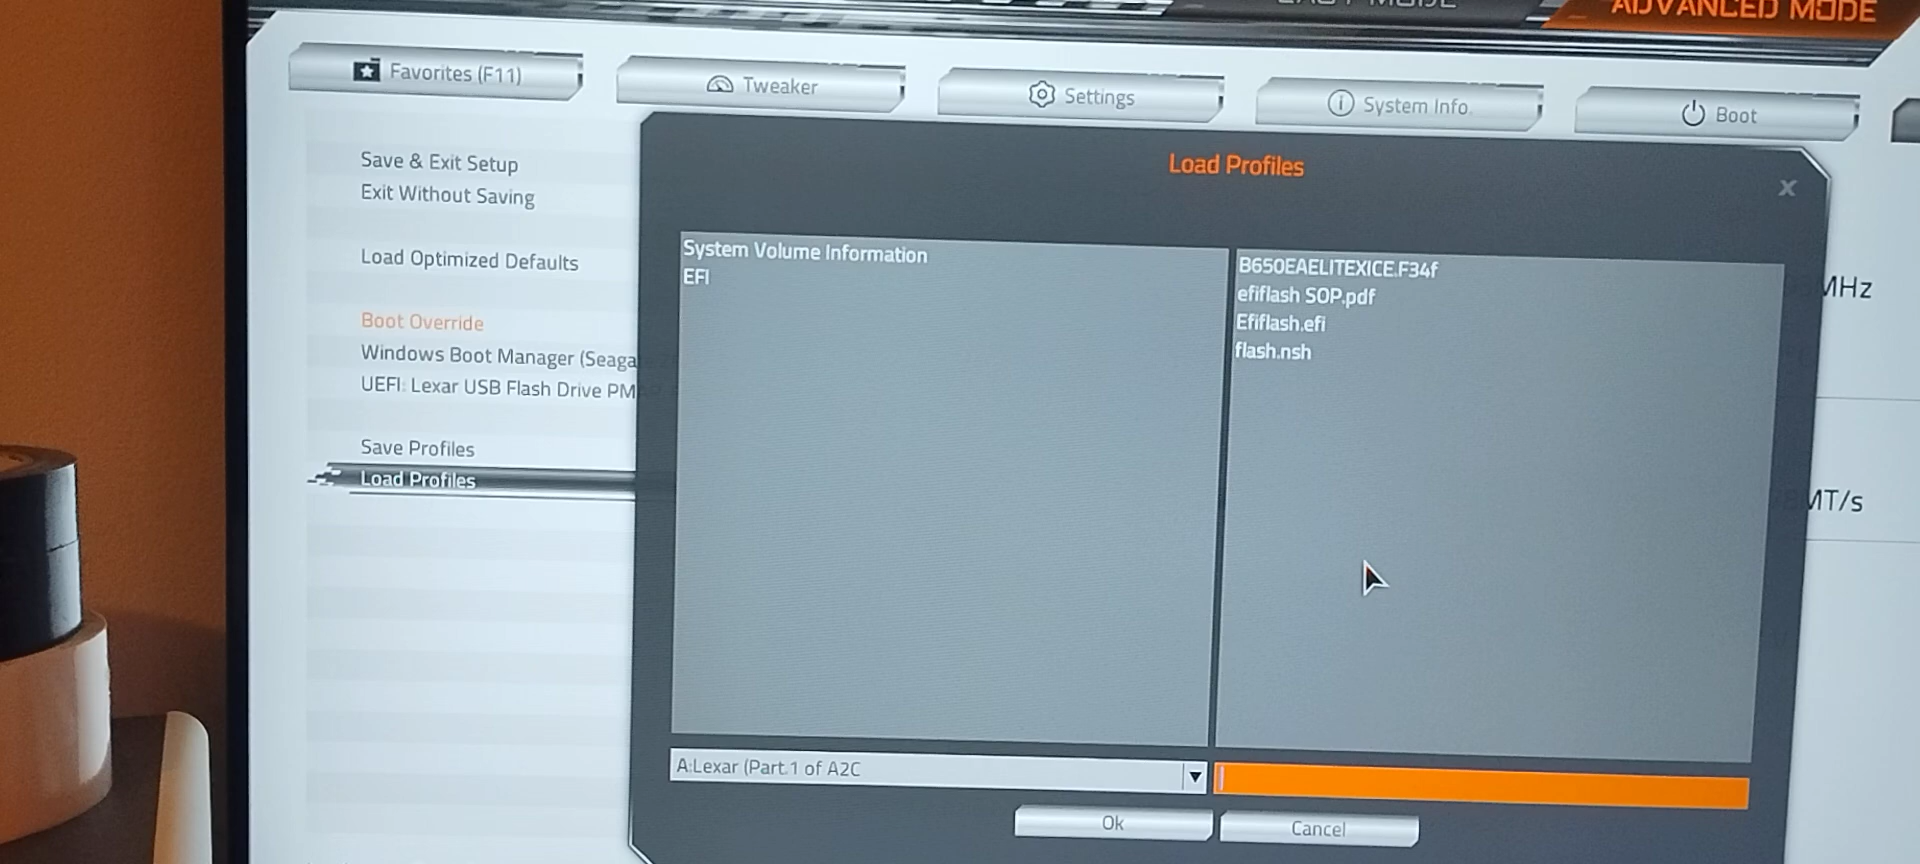 EASY MODE
ADVANCED MODE
Favorites (F11)
Tweaker
Settings
System Info.
Boot
Save & Exit Setup
Exit Without Saving
Load Optimized Defaults
Boot Override
Windows Boot Manager (Seaga
UEFI: Lexar USB Flash Drive PM
Save Profiles
Load Profiles
Load Profiles
X
System Volume Information
EFI
B650EAELITEXICE.F34f
efiflash SOP.pdf
Efiflash.efi
flash.nsh
MHz
MT/s
A:Lexar (Part.1 of A2C
Ok
Cancel